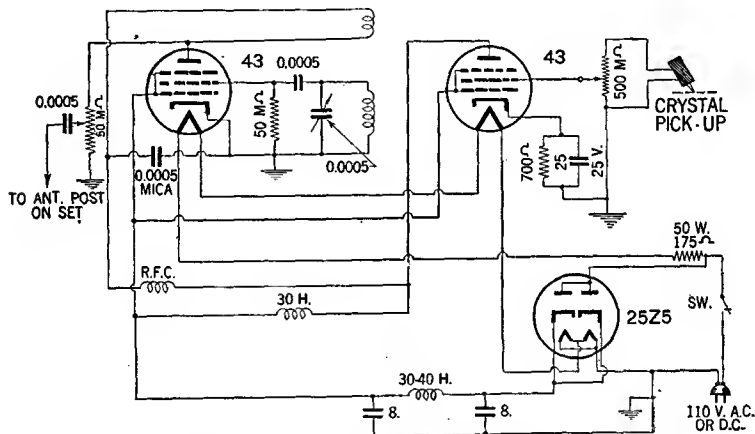 43
0.0005
43
500 MΩ
CRYSTAL
PICK-UP
0.0005
50 MΩ
50 MΩ
0.0005
0.0005
MICA
700Ω
25
25 V.
TO ANT. POST
ON SET
50 W.
175Ω
R.F.C.
30 H.
25Z5
SW.
30-40 H.
8.
8.
110 V. A.C.
OR D.C.